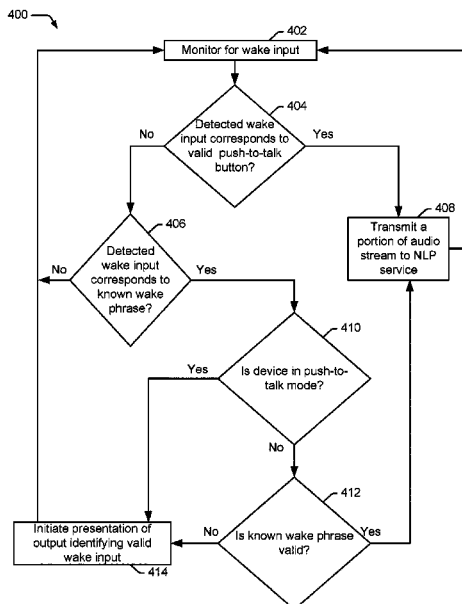 400
402
Monitor for wake input
404
Detected wake
input corresponds to
valid push-to-talk
button?
No
Yes
406
Detected wake
input corresponds
to known wake
phrase?
No
Yes
408
Transmit a
portion of audio
stream to NLP
service
410
Is device in push-to-
talk mode?
Yes
No
412
Is known wake phrase
valid?
No
Yes
Initiate presentation of
output identifying valid
wake input
414